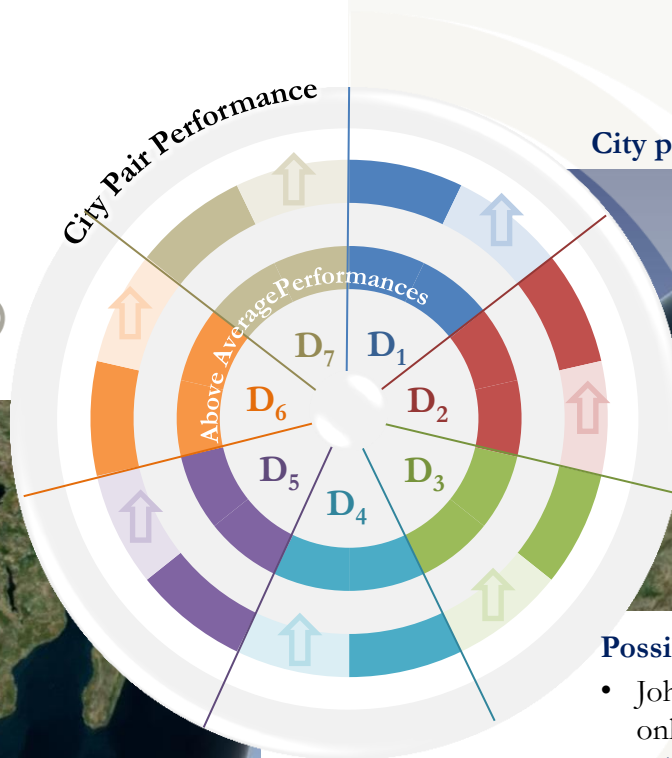 City Pair Performance
City p
Above Average Performances
D7
D1
D6
D2
D5
D3
D4
Possi
• Joh
onl